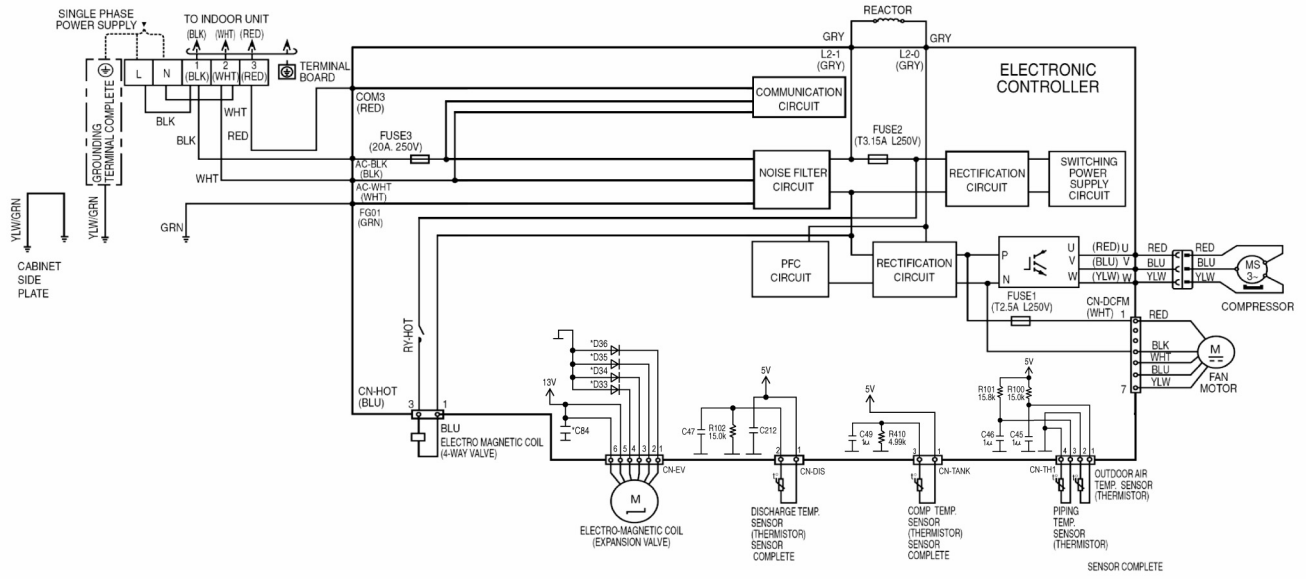 SINGLE PHASE
POWER SUPPLY
TO INDOOR UNIT
(BLK) (WHT) (RED)
L N 1 2 3
(BLK) (WHT) (RED)
TERMINAL
BOARD
GROUNDING
TERMINAL COMPLETE
BLK
WHT
BLK
RED
WHT
GRN
YLW/GRN
YLW/GRN
CABINET
SIDE
PLATE
REACTOR
GRY
GRY
L2-1
(GRY)
L2-0
(GRY)
ELECTRONIC
CONTROLLER
COM3
(RED)
COMMUNICATION
CIRCUIT
FUSE3
(20A. 250V)
FUSE2
(T3.15A L250V)
AC-BLK
(BLK)
AC-WHT
(WHT)
FG01
(GRN)
NOISE FILTER
CIRCUIT
RECTIFICATION
CIRCUIT
SWITCHING
POWER
SUPPLY
CIRCUIT
PFC
CIRCUIT
RECTIFICATION
CIRCUIT
P
N
U
V
W
(RED) U
(BLU) V
(YLW) W
RED
BLU
YLW
RED
BLU
YLW
MS
3~
COMPRESSOR
FUSE1
(T2.5A L250V)
CN-DCFM
(WHT) 1
7
RED
BLK
WHT
BLU
YLW
M
FAN
MOTOR
RY-HOT
CN-HOT
(BLU)
3 1
BLU
ELECTRO MAGNETIC COIL
(4-WAY VALVE)
*D36
*D35
*D34
*D33
13V
*C84
6 5 4 3 2 1
CN-EV
M
ELECTRO-MAGNETIC COIL
(EXPANSION VALVE)
5V
C47
R102
15.0k
C212
2 1
CN-DIS
t°
DISCHARGE TEMP.
SENSOR
(THERMISTOR)
SENSOR
COMPLETE
5V
C49
1μ
R410
4.99k
3 1
CN-TANK
t°
COMP TEMP.
SENSOR
(THERMISTOR)
SENSOR
COMPLETE
5V
R101
15.8k
R100
15.0k
C46
1μ
C45
1μ
CN-TH1
4 3 2 1
t° t°
OUTDOOR AIR
TEMP. SENSOR
(THERMISTOR)
PIPING
TEMP.
SENSOR
(THERMISTOR)
SENSOR COMPLETE